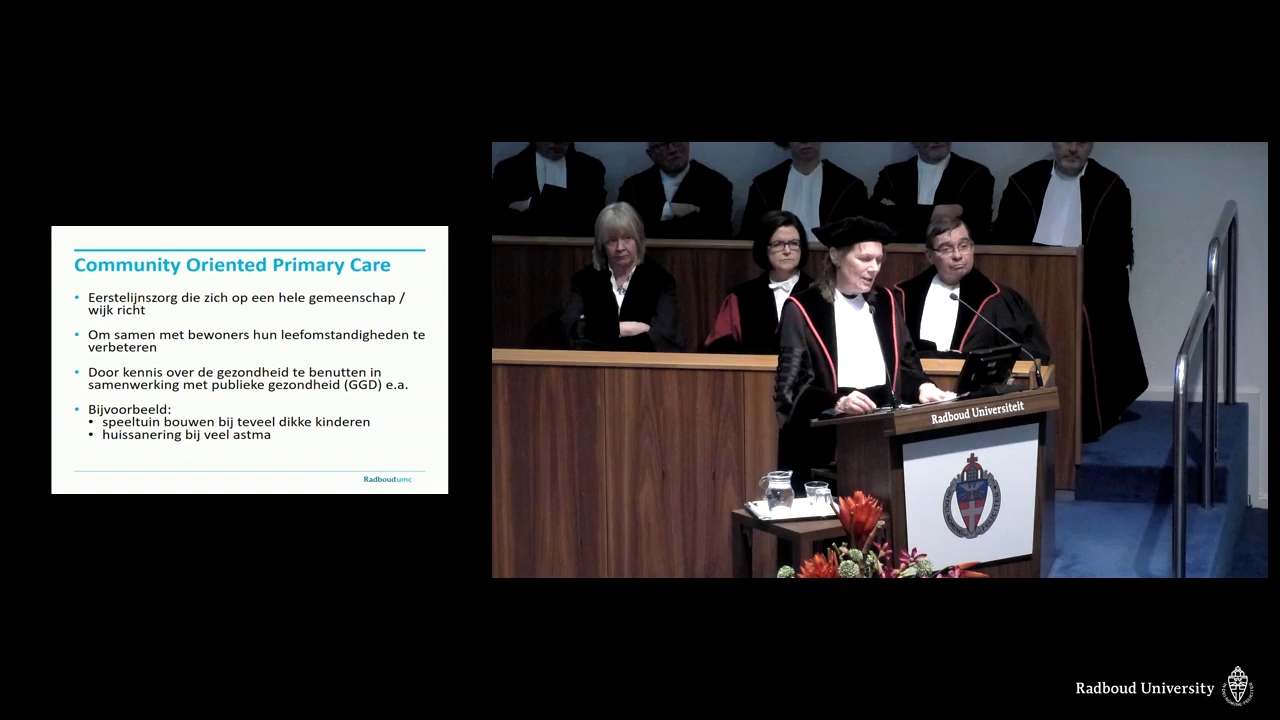 Community Oriented Primary Care
• Eerstelijnszorg die zich op een hele gemeenschap /
wijk richt
• Om samen met bewoners hun leefomstandigheden te
verbeteren
• Door kennis over de gezondheid te benutten in
samenwerking met publieke gezondheid (GGD) e.a.
• Bijvoorbeeld:
• speeltuin bouwen bij teveel dikke kinderen
• huissanering bij veel astma
Radboudumc
Radboud Universiteit
Radboud University